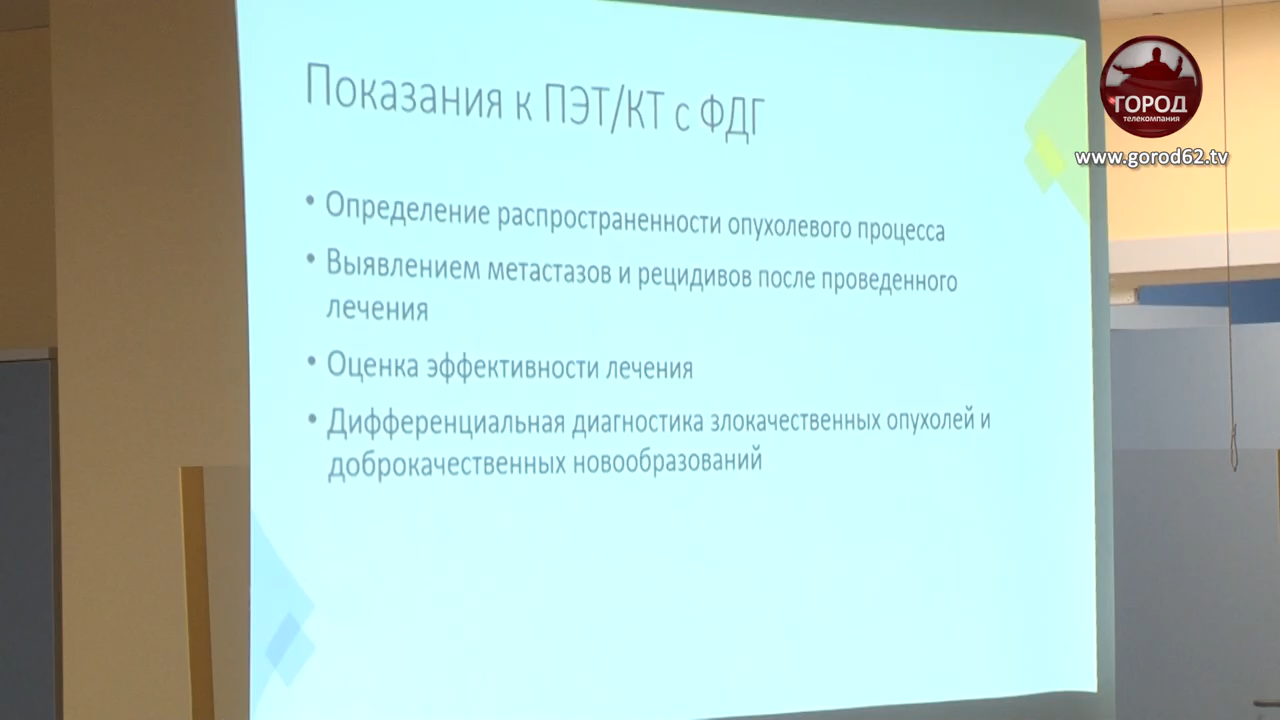 Показания к ПЭТ/КТ с ФДГ
• Определение распространенности опухолевого процесса
• Выявлением метастазов и рецидивов после проведенного
лечения
• Оценка эффективности лечения
• Дифференциальная диагностика злокачественных опухолей и
доброкачественных новообразований
ГОРОД
телекомпания
www.gorod62.tv